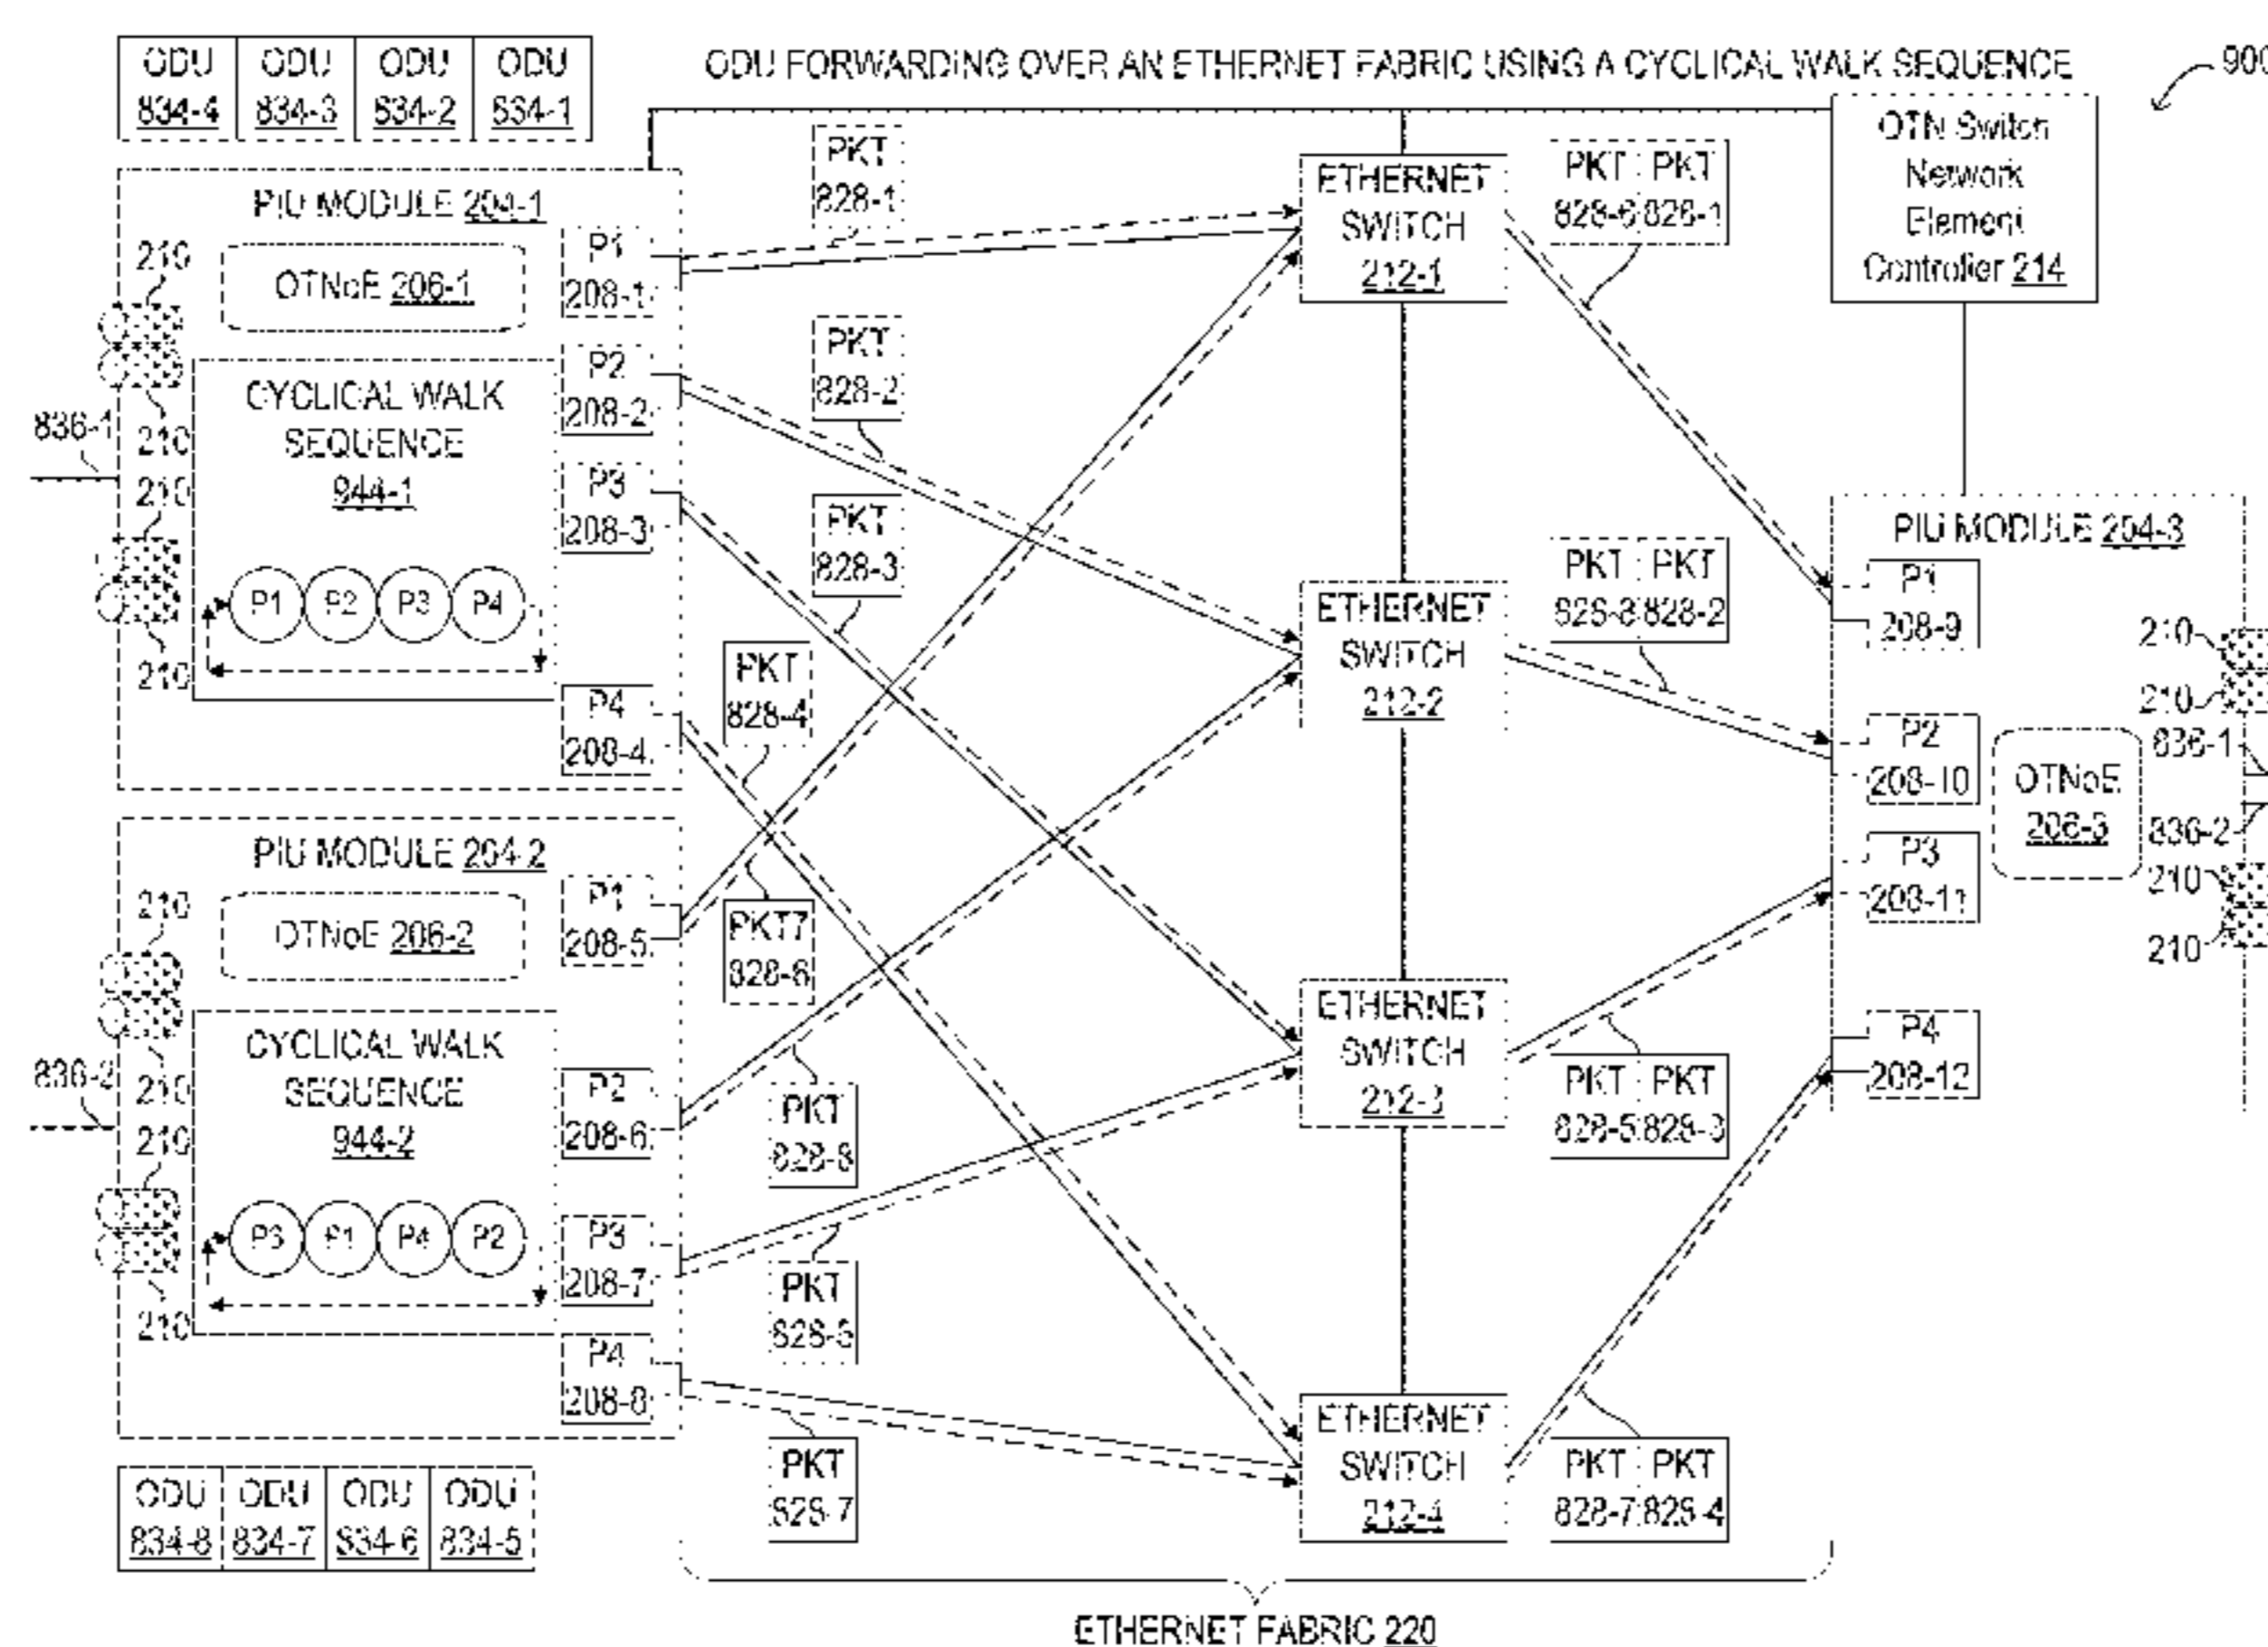 ODU FORWARDING OVER AN ETHERNET FABRIC USING A CYCLICAL WALK SEQUENCE
900
ODU ODU ODU ODU
834-4 834-3 834-2 834-1
PIU MODULE 204-1
OTNoE 206-1
210
210
210
210
836-1
CYCLICAL WALK
SEQUENCE
944-1
P1 P2 P3 P4
P1
208-1
P2
208-2
P3
208-3
P4
208-4
PIU MODULE 204-2
OTNoE 206-2
210
210
210
210
836-2
CYCLICAL WALK
SEQUENCE
944-2
P3 P1 P4 P2
P1
208-5
P2
208-6
P3
208-7
P4
208-8
ODU ODU ODU ODU
834-8 834-7 834-6 834-5
PKT
828-1
PKT
828-2
PKT
828-3
PKT
828-4
PKT7
828-6
PKT
828-8
PKT
828-5
PKT
828-7
ETHERNET
SWITCH
212-1
ETHERNET
SWITCH
212-2
ETHERNET
SWITCH
212-3
ETHERNET
SWITCH
212-4
PKT PKT
828-6 828-1
PKT PKT
828-8 828-2
PKT PKT
828-5 828-3
PKT PKT
828-7 828-4
OTN Switch
Network
Element
Controller 214
PIU MODULE 204-3
P1
208-9
P2
208-10
P3
208-11
P4
208-12
OTNoE
206-3
210
210
836-1
836-2
210
210
ETHERNET FABRIC 220